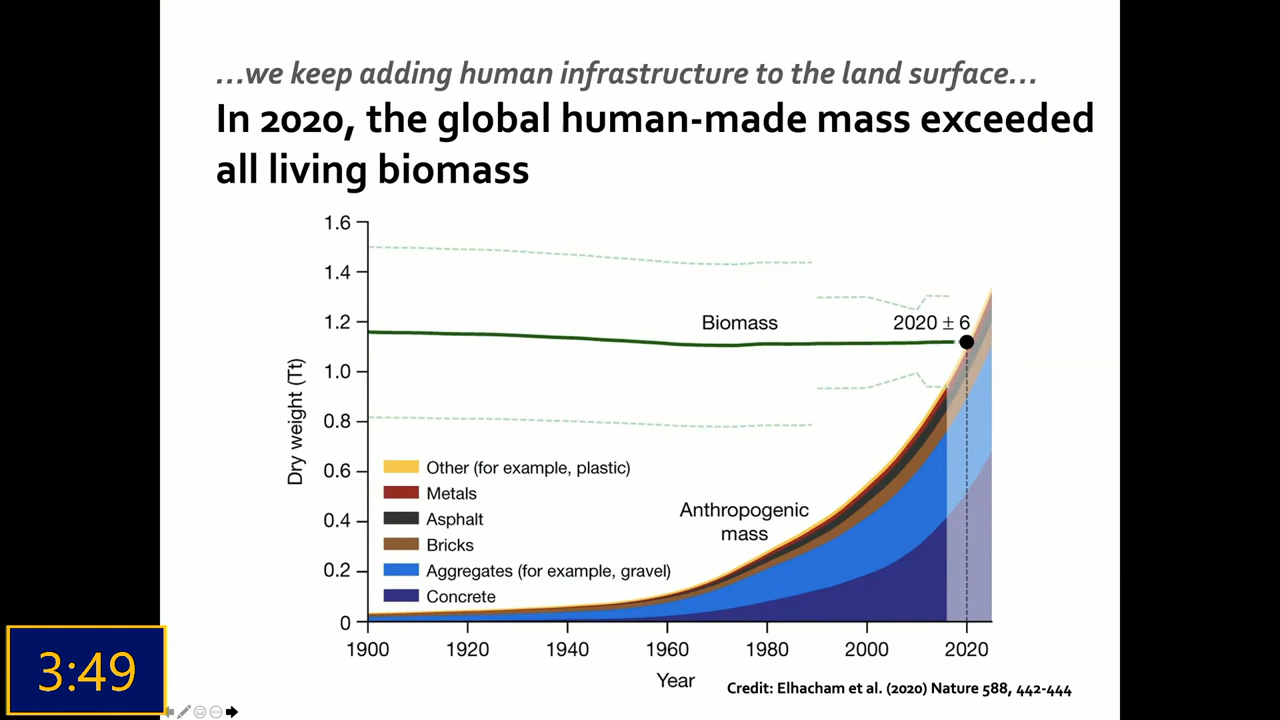 …we keep adding human infrastructure to the land surface…
In 2020, the global human-made mass exceeded
all living biomass
1.6
1.4
1.2
1.0
0.8
0.6
0.4
0.2
0
Dry weight (Tt)
Biomass
2020 ± 6
Other (for example, plastic)
Metals
Asphalt
Bricks
Aggregates (for example, gravel)
Concrete
Anthropogenic
mass
1900 1920 1940 1960 1980 2000 2020
Year
Credit: Elhacham et al. (2020) Nature 588, 442-444
3:49